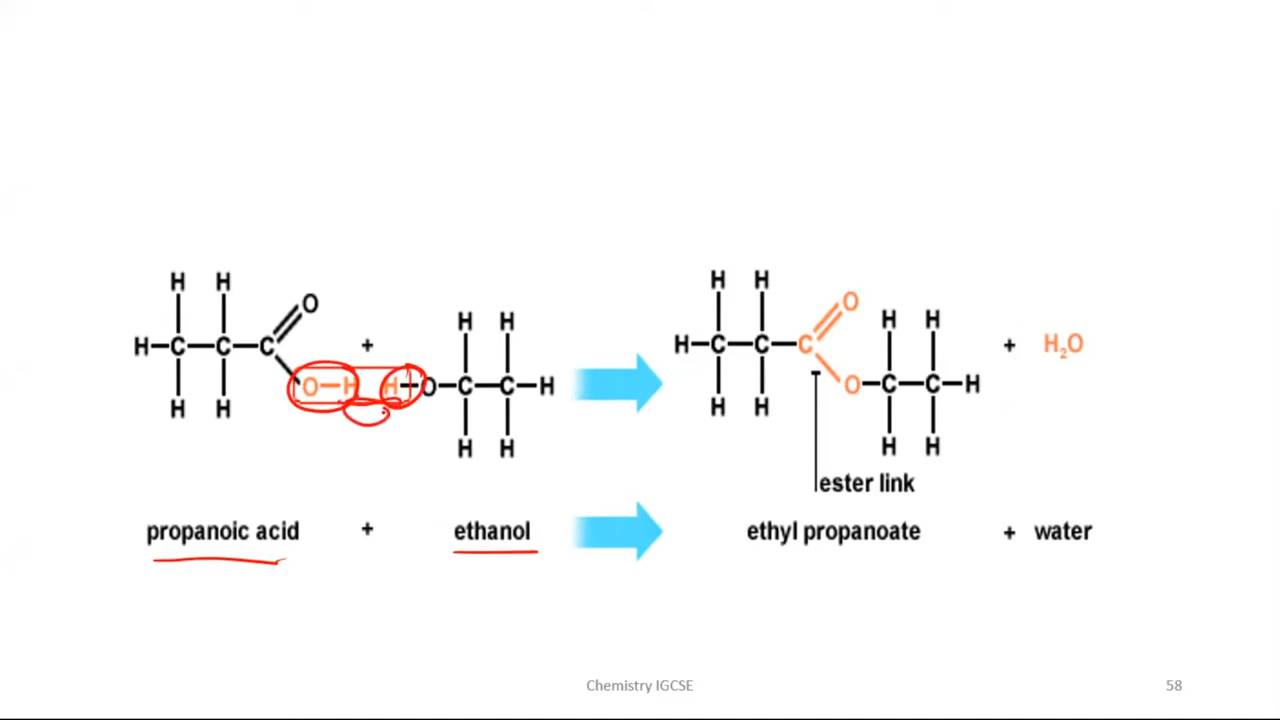 H H
O
H H
H H
H–C–C–C + H–C–C–C + H₂O
O–H H–O–C–C–H O–C–C–H
H H
H H
H H
H H
ester link
propanoic acid + ethanol ethyl propanoate + water
Chemistry IGCSE 58